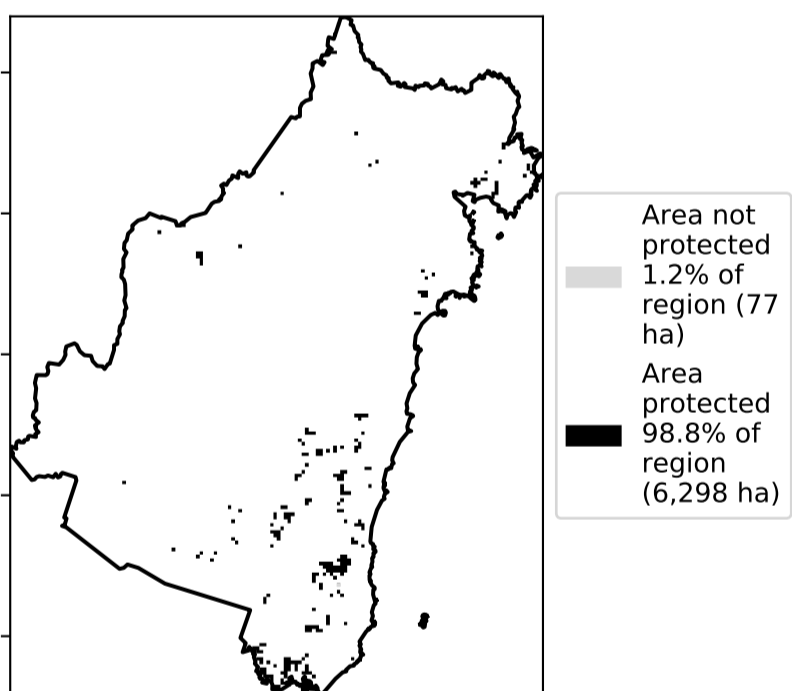 Area not
protected
1.2% of
region (77
ha)
Area
protected
98.8% of
region
(6,298 ha)